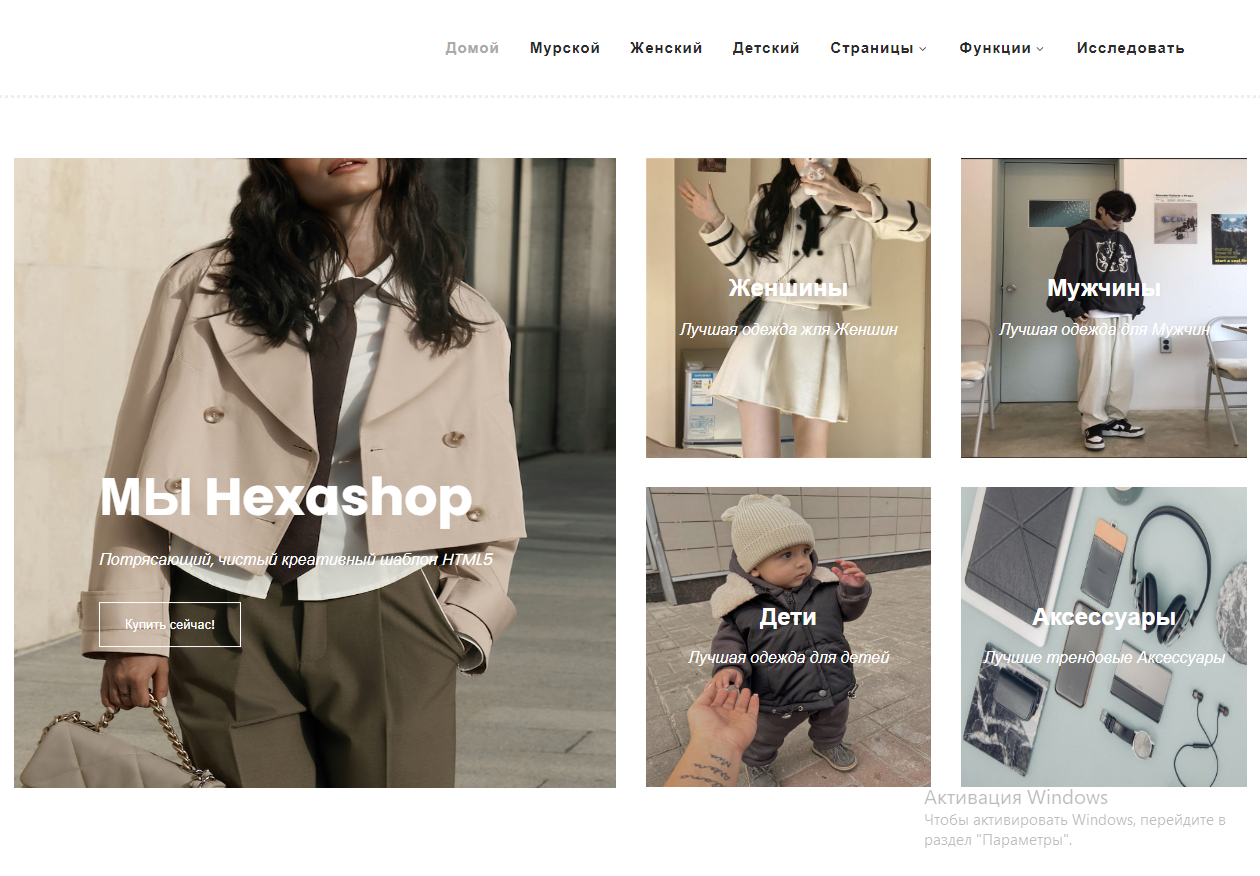 Домой Мурской Женский Детский Страницы Функции Исследовать
МЫ Hexashop
Потрясающий, чистый креативный шаблон HTML5
Купить сейчас!
Женшины
Лучшая одежда жля Женшин
Мужчины
Лучшая одежда для Мужчин
Дети
Лучшая одежда для детей
Аксессуары
Лучшие трендовые Аксессуары
Активация Windows
Чтобы активировать Windows, перейдите в
раздел "Параметры".